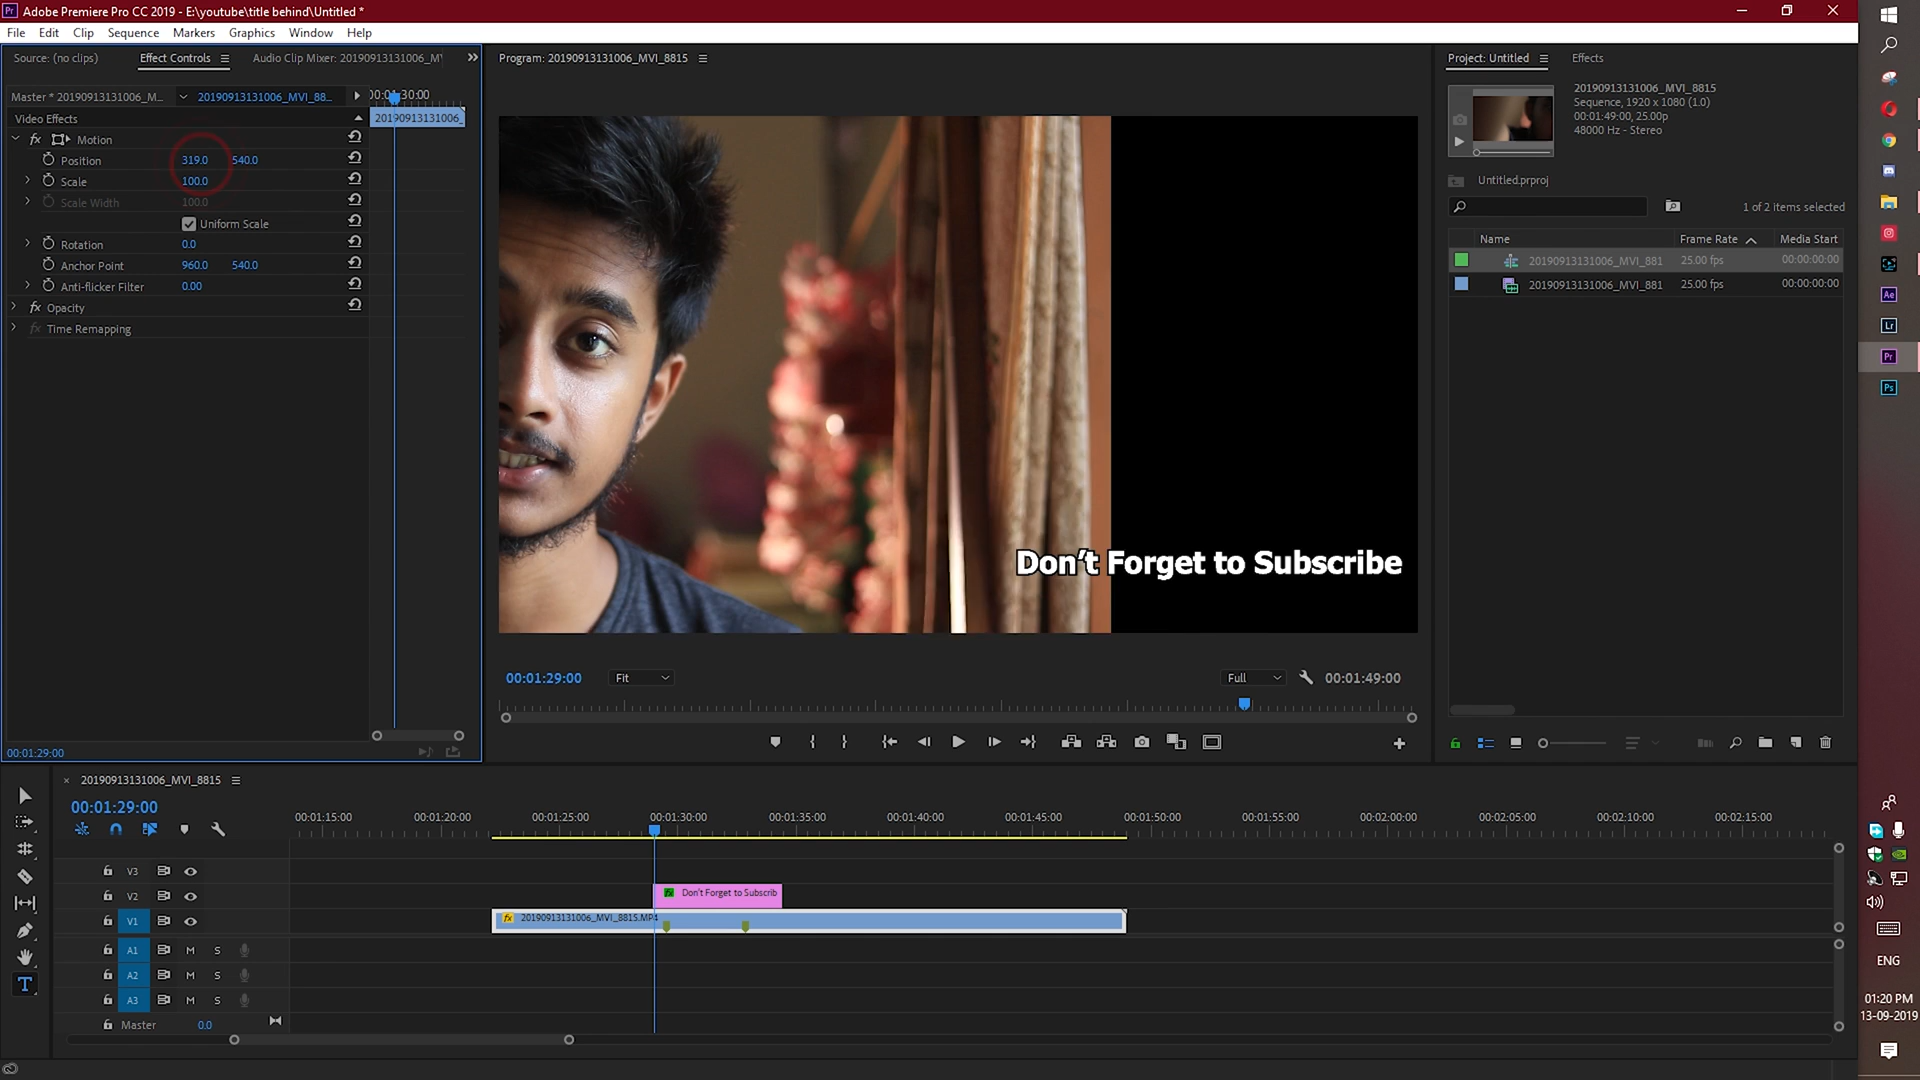 Adobe Premiere Pro CC 2019 - E:\youtube\title behind\Untitled *
File Edit Clip Sequence Markers Graphics Window Help
Source: (no clips) Effect Controls Audio Clip Mixer: 20190913131006_M
Master * 20190913131006_M... 20190913131006_MVI_88...
Video Effects
20190913131006_
Motion
Position 319.0 540.0
Scale 100.0
Scale Width 100.0
Uniform Scale
Rotation 0.0
Anchor Point 960.0 540.0
Anti-flicker Filter 0.00
Opacity
Time Remapping
00:01:29:00
Program: 20190913131006_MVI_8815
Don't Forget to Subscribe
00:01:29:00 Fit Full 00:01:49:00
Project: Untitled Effects
20190913131006_MVI_8815
Sequence, 1920 x 1080 (1.0)
00:01:49:00, 25.00p
48000 Hz - Stereo
Untitled.prproj
1 of 2 items selected
Name Frame Rate Media Start
20190913131006_MVI_881 25.00 fps 00:00:00:00
20190913131006_MVI_881 25.00 fps 00:00:00:00
20190913131006_MVI_8815
00:01:29:00
00:01:15:00 00:01:20:00 00:01:25:00 00:01:30:00 00:01:35:00 00:01:40:00 00:01:45:00 00:01:50:00 00:01:55:00 00:02:00:00 00:02:05:00 00:02:10:00 00:02:15:00
V3
V2 Don't Forget to Subscrib
V1 20190913131006_MVI_8815.MP4
A1 M S
A2 M S
A3 M S
Master 0.0
Ae
Lr
Pr
Ps
ENG
01:20 PM
13-09-2019